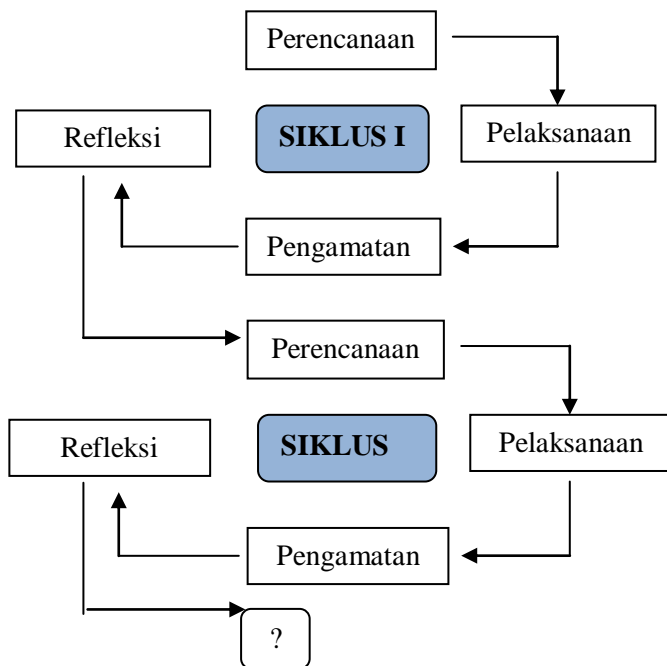 Perencanaan
Refleksi
SIKLUS I
Pelaksanaan
Pengamatan
Perencanaan
Refleksi
SIKLUS
Pelaksanaan
Pengamatan
?